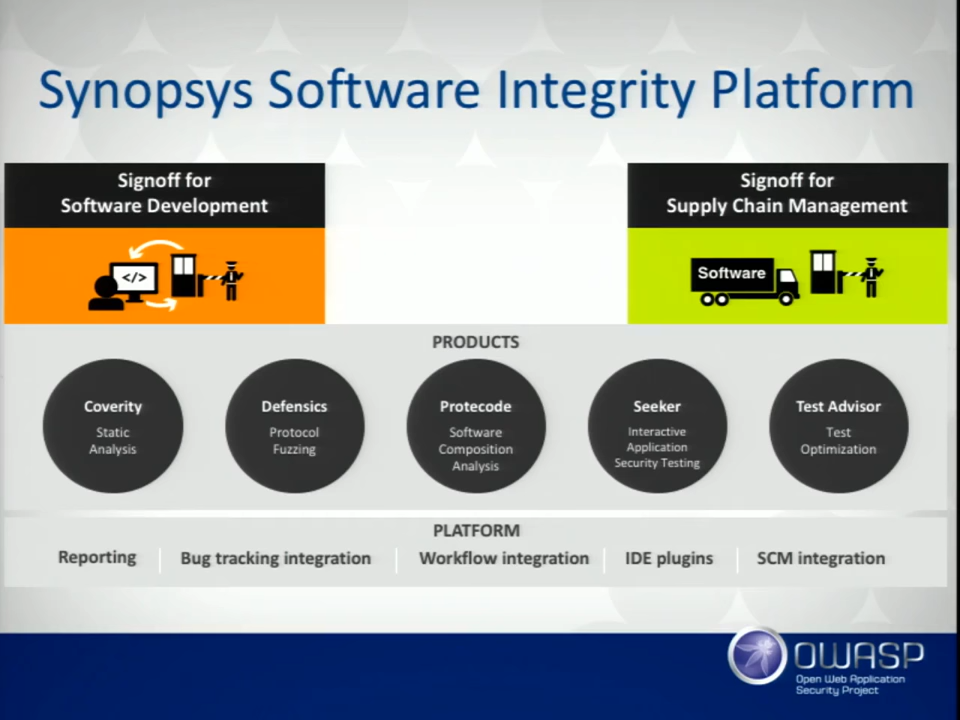 Synopsys Software Integrity Platform
Signoff for
Software Development
Signoff for
Supply Chain Management
</>
Software
PRODUCTS
Coverity
Static
Analysis
Defensics
Protocol
Fuzzing
Protecode
Software
Composition
Analysis
Seeker
Interactive
Application
Security Testing
Test Advisor
Test
Optimization
PLATFORM
Reporting
Bug tracking integration
Workflow integration
IDE plugins
SCM integration
OWASP
Open Web Application
Security Project